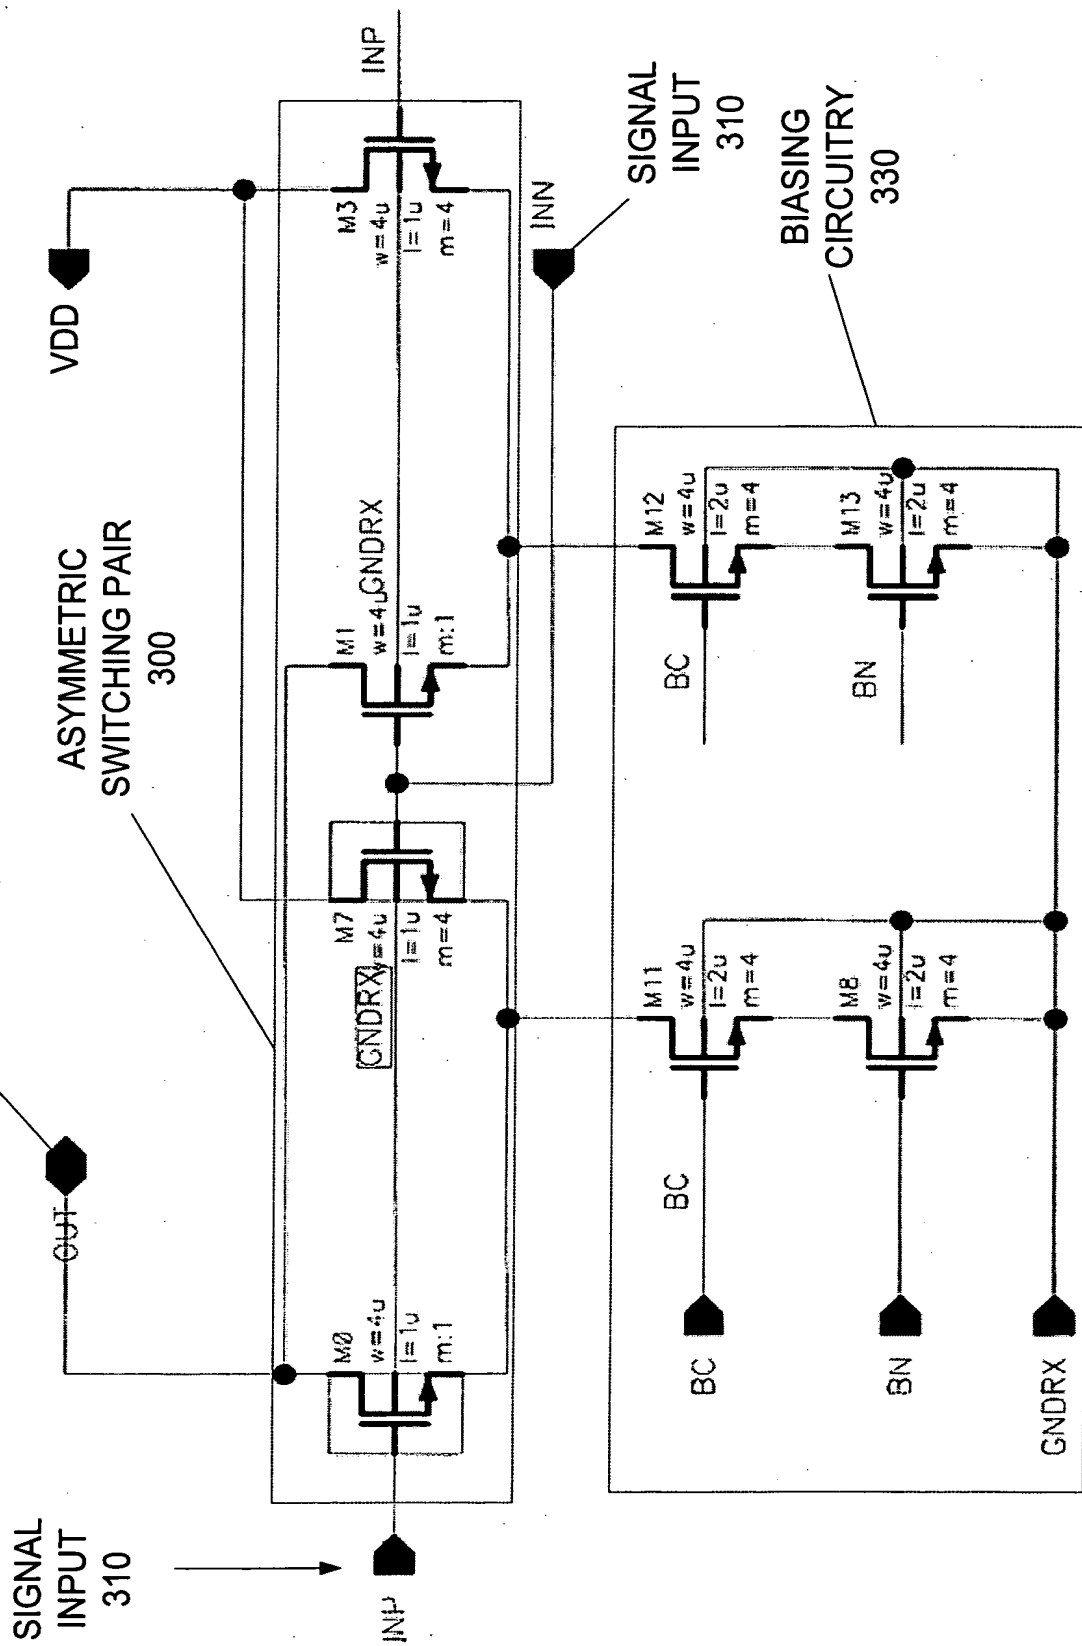 SIGNAL
INPUT
310
INP
OUT
ASYMMETRIC
SWITCHING PAIR
300
VDD
M0
w=4u
l=1u
m:1
GNDRX
M7
w=4u
l=1u
m=4
M1
w=4u
GNDRX
l=1u
m:1
M3
w=4u
l=1u
m=4
INP
INN
SIGNAL
INPUT
310
BIASING
CIRCUITRY
330
BC
BC
M11
w=4u
l=2u
m=4
BC
M12
w=4u
l=2u
m=4
BN
M8
w=4u
l=2u
m=4
BN
M13
w=4u
l=2u
m=4
GNDRX